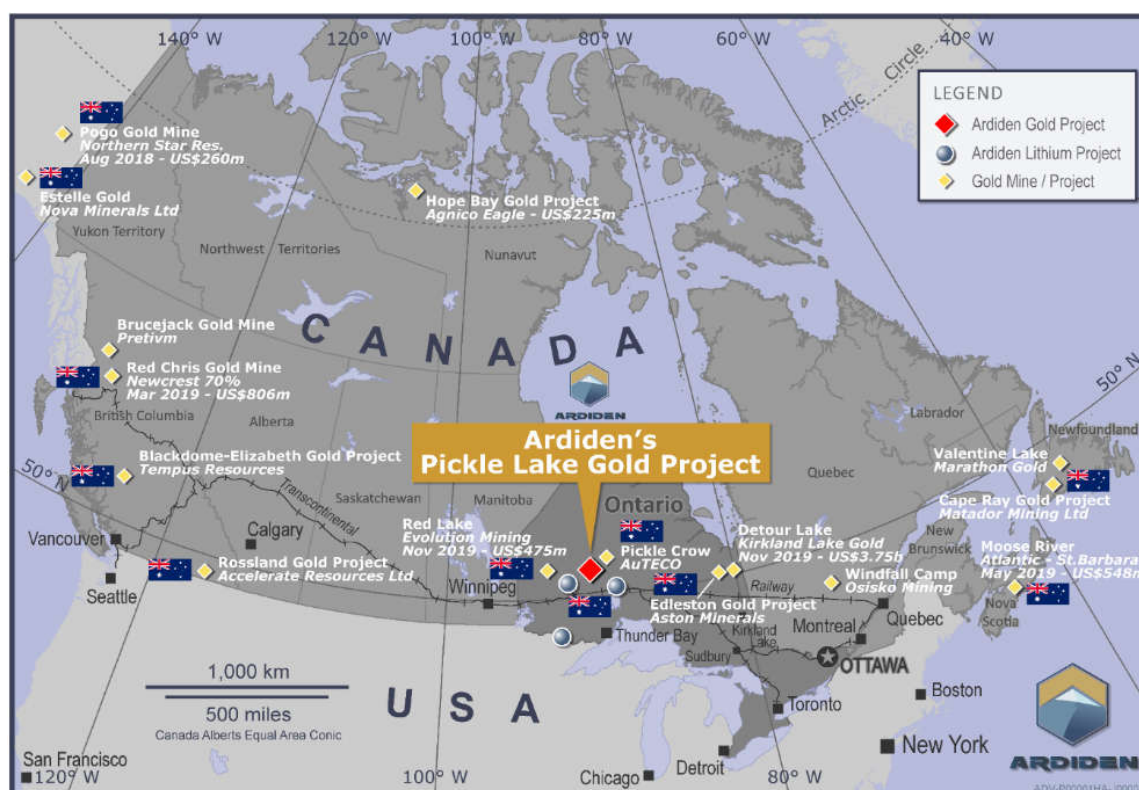 140° W
120° W
100° W
80° W
60° W
40° W
Circle
Arctic
LEGEND
Ardiden Gold Project
Ardiden Lithium Project
Gold Mine / Project
Pogo Gold Mine
Northern Star Res.
Aug 2018 - US$260m
Estelle Gold
Nova Minerals Ltd
Yukon Territory
Northwest Territories
Nunavut
Hope Bay Gold Project
Agnico Eagle - US$225m
CANADA
Brucejack Gold Mine
Pretivm
Red Chris Gold Mine
Newcrest 70%
Mar 2019 - US$806m
British Columbia
Alberta
ARDIDEN
50° N
Labrador
Newfoundland
Ardiden's
Pickle Lake Gold Project
Blackdome-Elizabeth Gold Project
Tempus Resources
50° N
Transcontinental
Saskatchewan
Manitoba
Ontario
Quebec
Valentine Lake
Marathon Gold
Cape Ray Gold Project
Matador Mining Ltd
Vancouver
Calgary
Red Lake
Evolution Mining
Nov 2019 - US$475m
Pickle Crow
AuTECO
Detour Lake
Kirkland Lake Gold
Nov 2019 - US$3.75b
New
Brunswick
Moose River
Atlantic - St.Barbara
May 2019 - US$548m
Seattle
Rossland Gold Project
Accelerate Resources Ltd
Winnipeg
Edleston Gold Project
Aston Minerals
Railway
Windfall Camp
Osisko Mining
Nova
Scotia
Thunder Bay
Kirkland
Lake
Sudbury
Montreal
Quebec
OTTAWA
1,000 km
500 miles
Canada Alberts Equal Area Conic
USA
Toronto
Boston
Detroit
New York
Chicago
San Francisco
120° W
100° W
80° W
ARDIDEN